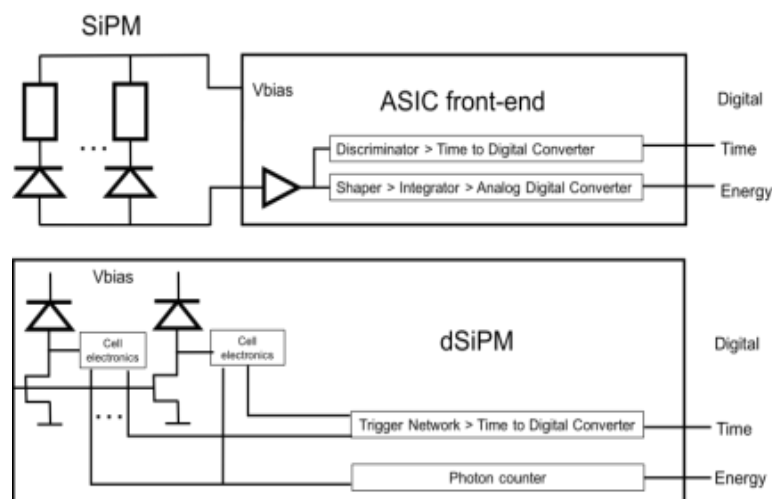 SiPM
Vbias
ASIC front-end
Digital
Discriminator > Time to Digital Converter
Time
Shaper > Integrator > Analog Digital Converter
Energy
Vbias
Cell
electronics
Cell
electronics
dSiPM
Digital
Trigger Network > Time to Digital Converter
Time
Photon counter
Energy